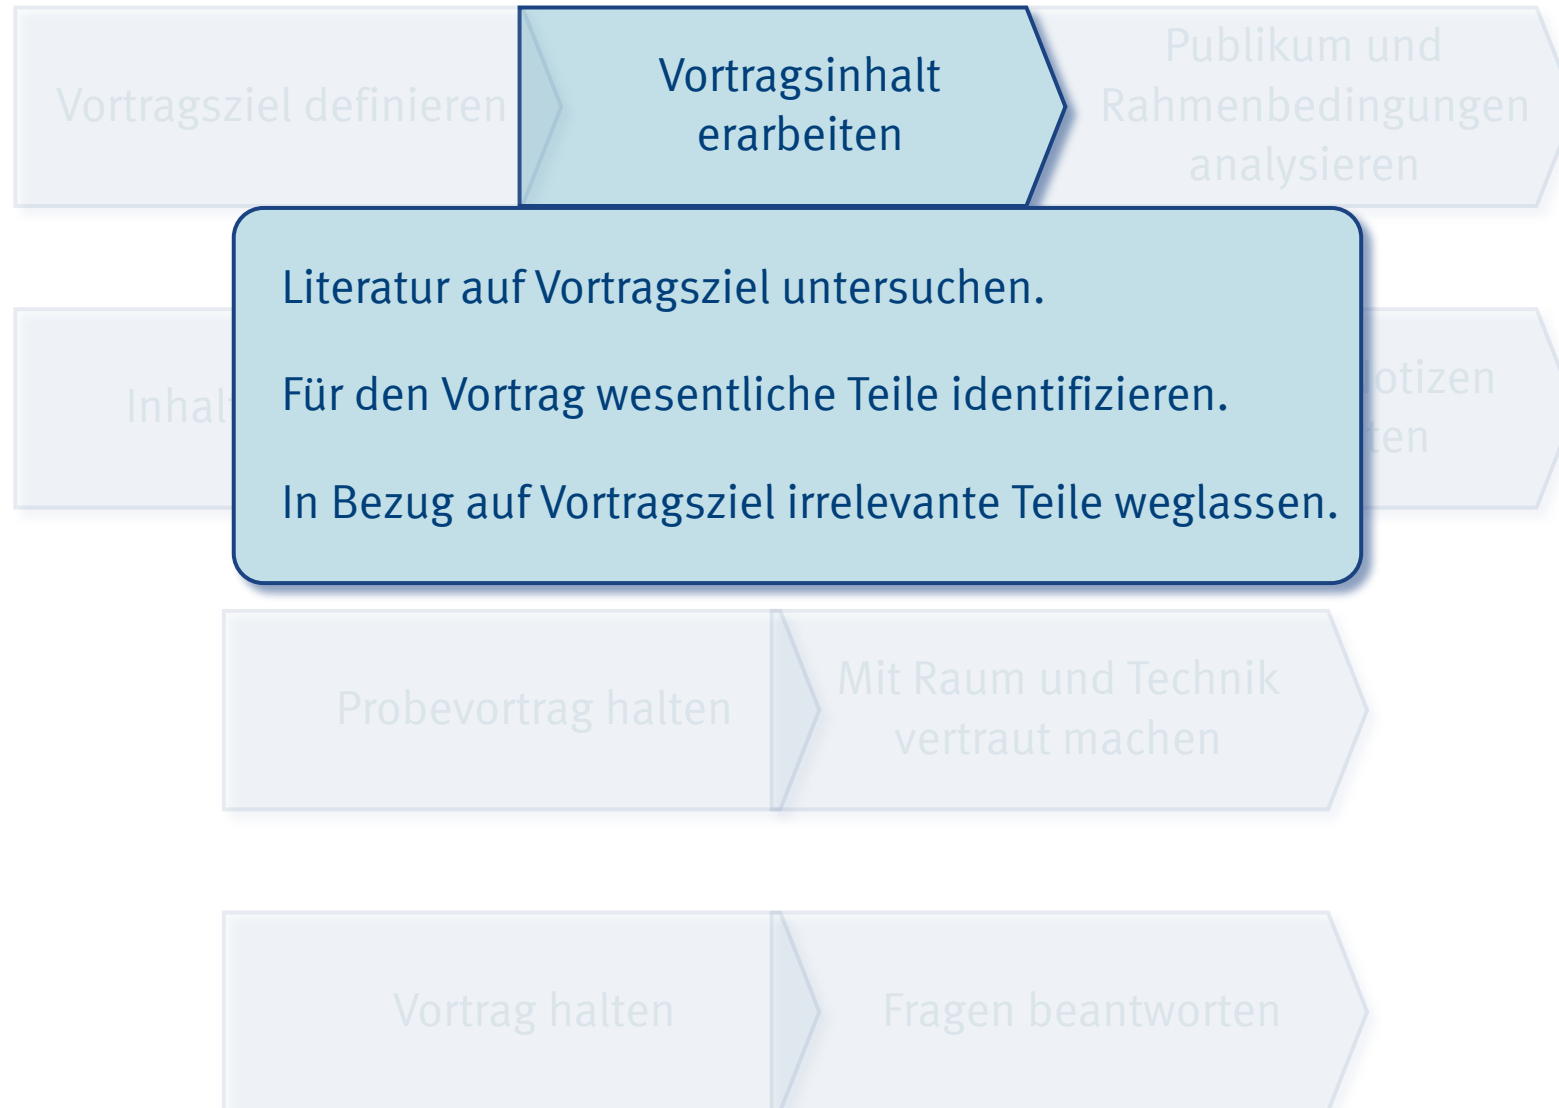 Vortragsziel definieren
Vortragsinhalt
erarbeiten
Publikum und
Rahmenbedingungen
analysieren
Literatur auf Vortragsziel untersuchen.
Für den Vortrag wesentliche Teile identifizieren.
In Bezug auf Vortragsziel irrelevante Teile weglassen.
Probevortrag halten
Mit Raum und Technik
vertraut machen
Vortrag halten
Fragen beantworten